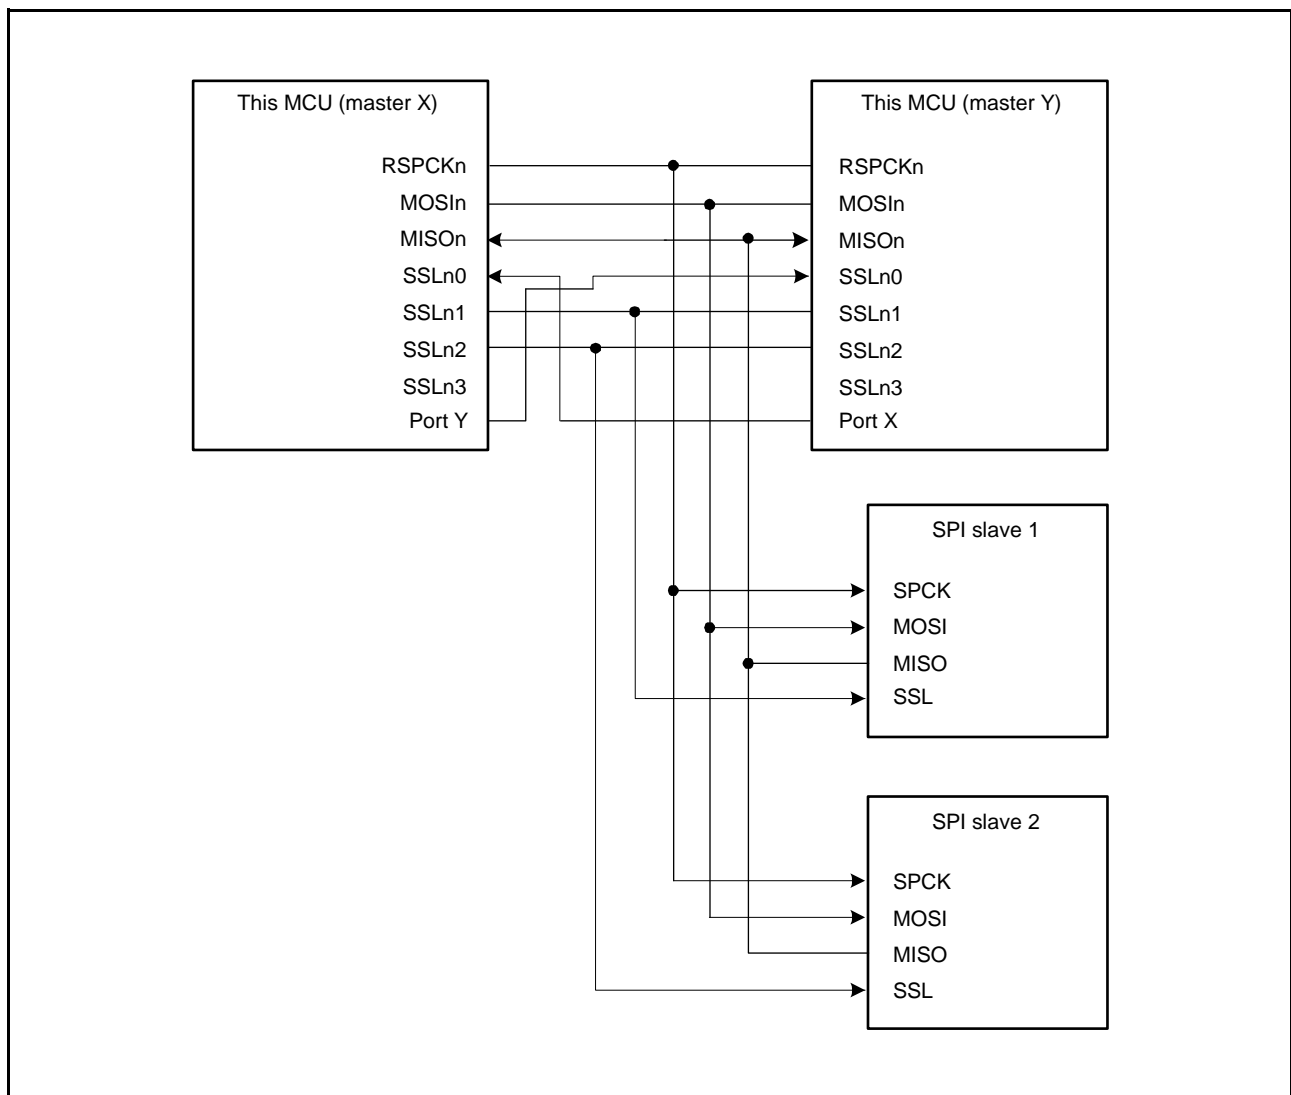 This MCU (master X)
RSPCKn
MOSIn
MISOn
SSLn0
SSLn1
SSLn2
SSLn3
Port Y
This MCU (master Y)
RSPCKn
MOSIn
MISOn
SSLn0
SSLn1
SSLn2
SSLn3
Port X
SPI slave 1
SPCK
MOSI
MISO
SSL
SPI slave 2
SPCK
MOSI
MISO
SSL